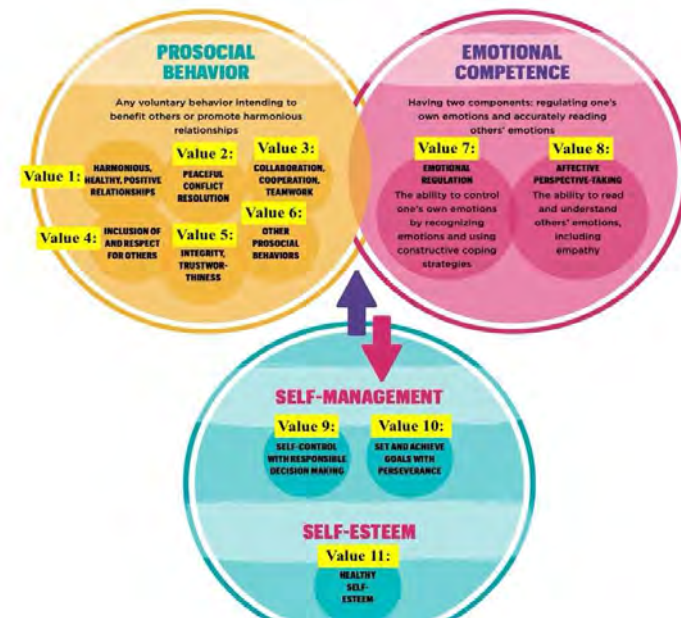 PROSOCIAL
BEHAVIOR
Any voluntary behavior intending to
benefit others or promote harmonious
relationships
Value 1:
HARMONIOUS,
HEALTHY, POSITIVE
RELATIONSHIPS
Value 2:
PEACEFUL
CONFLICT
RESOLUTION
Value 3:
COLLABORATION,
COOPERATION,
TEAMWORK
Value 4:
INCLUSION OF
AND RESPECT
FOR OTHERS
Value 5:
INTEGRITY,
TRUSTWOR-
THINESS
Value 6:
OTHER
PROSOCIAL
BEHAVIORS
EMOTIONAL
COMPETENCE
Having two components: regulating one's
own emotions and accurately reading
others' emotions
Value 7:
EMOTIONAL
REGULATION
The ability to control
one's own emotions
by recognizing
emotions and using
constructive coping
strategies
Value 8:
AFFECTIVE
PERSPECTIVE-TAKING
The ability to read
and understand
others' emotions,
including
empathy
SELF-MANAGEMENT
Value 9:
SELF-CONTROL
WITH RESPONSIBLE
DECISION MAKING
Value 10:
SET AND ACHIEVE
GOALS WITH
PERSEVERANCE
SELF-ESTEEM
Value 11:
HEALTHY
SELF-
ESTEEM